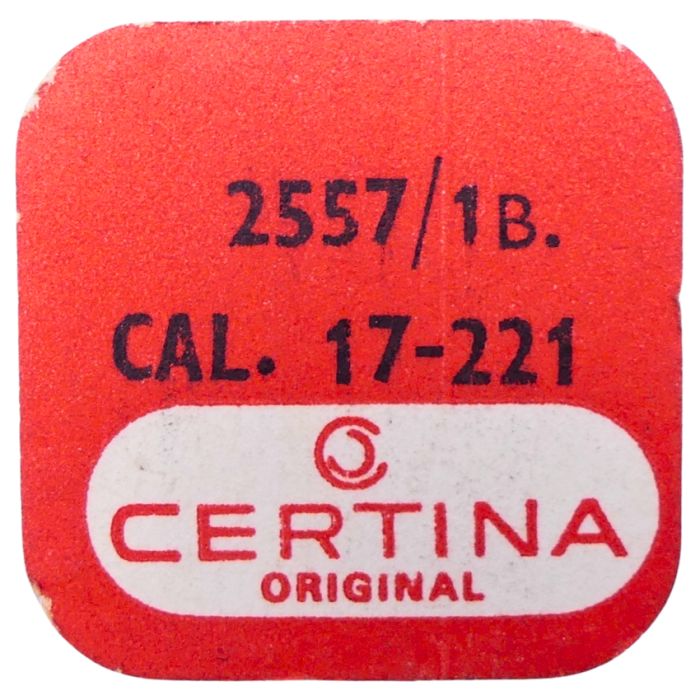 2557/1B.
CAL. 17-221
CERTINA
ORIGINAL